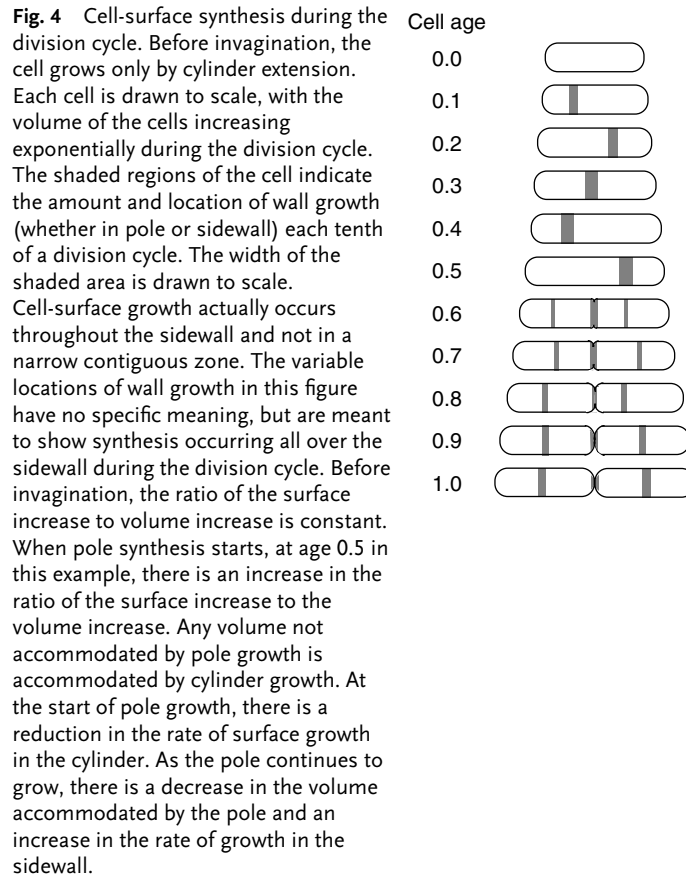 Fig. 4 Cell-surface synthesis during the
division cycle. Before invagination, the
cell grows only by cylinder extension.
Each cell is drawn to scale, with the
volume of the cells increasing
exponentially during the division cycle.
The shaded regions of the cell indicate
the amount and location of wall growth
(whether in pole or sidewall) each tenth
of a division cycle. The width of the
shaded area is drawn to scale.
Cell-surface growth actually occurs
throughout the sidewall and not in a
narrow contiguous zone. The variable
locations of wall growth in this figure
have no specific meaning, but are meant
to show synthesis occurring all over the
sidewall during the division cycle. Before
invagination, the ratio of the surface
increase to volume increase is constant.
When pole synthesis starts, at age 0.5 in
this example, there is an increase in the
ratio of the surface increase to the
volume increase. Any volume not
accommodated by pole growth is
accommodated by cylinder growth. At
the start of pole growth, there is a
reduction in the rate of surface growth
in the cylinder. As the pole continues to
grow, there is a decrease in the volume
accommodated by the pole and an
increase in the rate of growth in the
sidewall.
Cell age
0.0
0.1
0.2
0.3
0.4
0.5
0.6
0.7
0.8
0.9
1.0